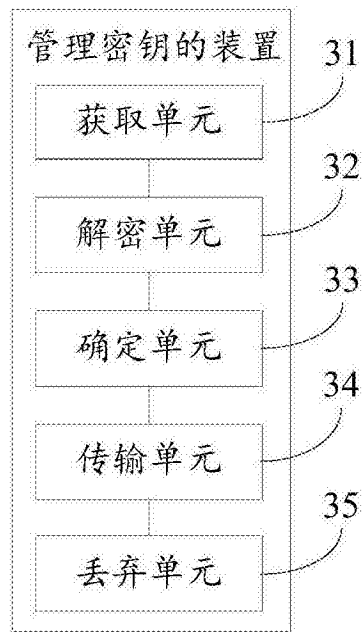 管理密钥的装置
31
获取单元
32
解密单元
33
确定单元
34
传输单元
35
丢弃单元